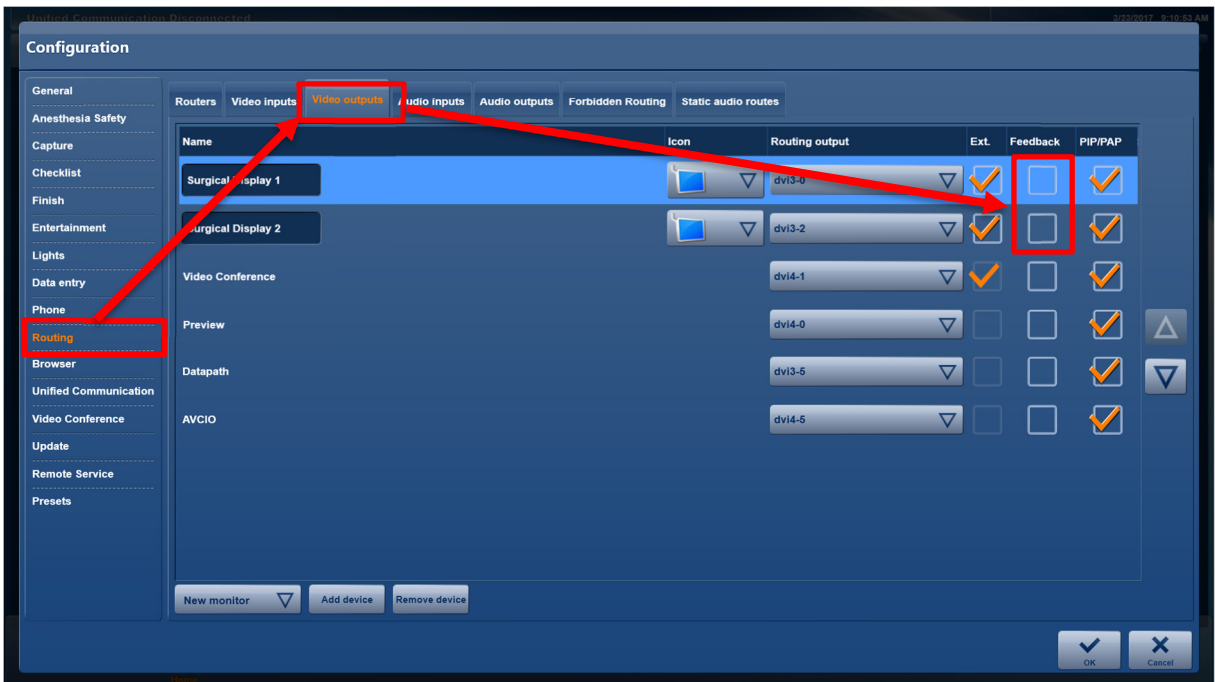 Unified Communication Disconnected
3/23/2017 9:10:53 AM
Configuration
General
Anesthesia Safety
Capture
Checklist
Finish
Entertainment
Lights
Data entry
Phone
Routing
Browser
Unified Communication
Video Conference
Update
Remote Service
Presets
Routers Video inputs Video outputs Audio inputs Audio outputs Forbidden Routing Static audio routes
Name Icon Routing output Ext. Feedback PIP/PAP
Surgical Display 1 dvi3-0
Surgical Display 2 dvi3-2
Video Conference dvi4-1
Preview dvi4-0
Datapath dvi3-5
AVCIO dvi4-5
New monitor Add device Remove device
OK Cancel